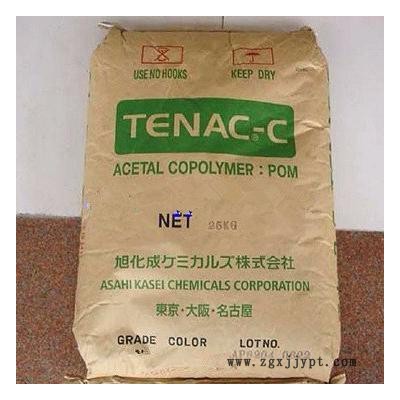 USE NO HOOKS KEEP DRY
TENAC-C
®
ACETAL COPOLYMER : POM
NET 25KG
旭化成ケミカルズ株式会社
ASAHI KASEI CHEMICALS CORPORATION
東京・大阪・名古屋
GRADE COLOR LOT NO.
www.zgxjjypt.com